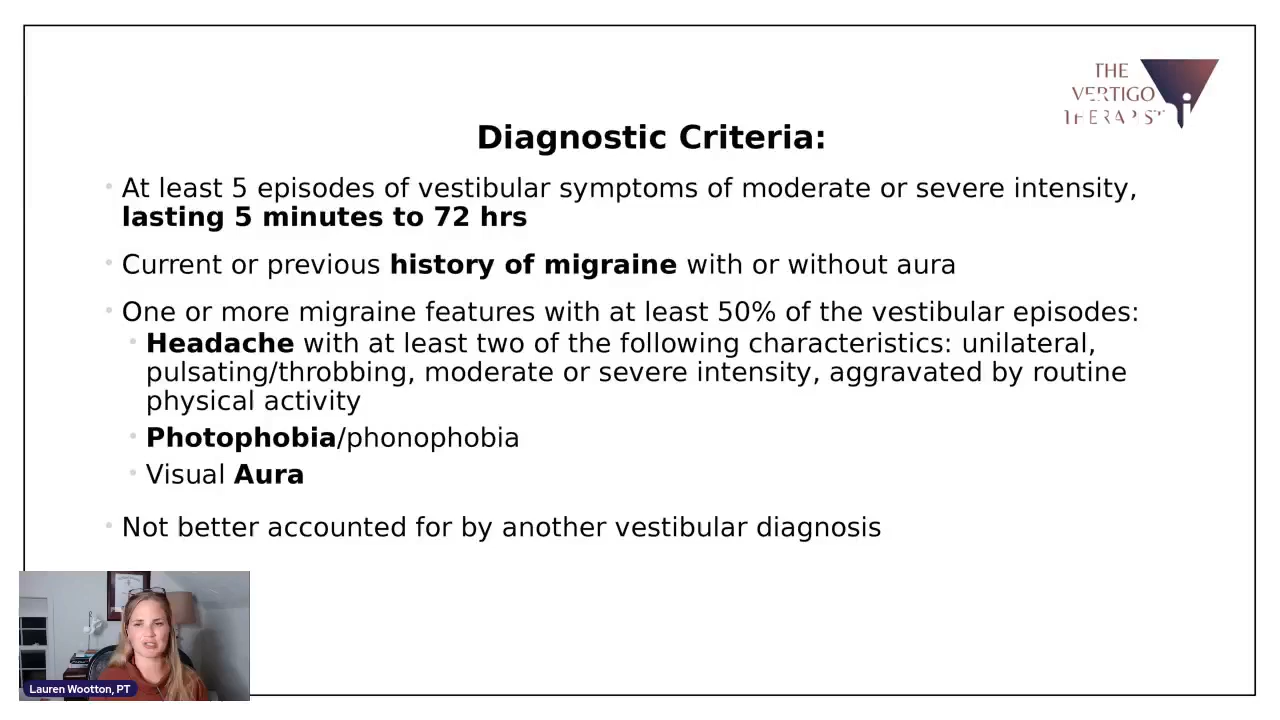 THE
VERTIGO
THERAPIST
Diagnostic Criteria:
• At least 5 episodes of vestibular symptoms of moderate or severe intensity,
lasting 5 minutes to 72 hrs
• Current or previous history of migraine with or without aura
• One or more migraine features with at least 50% of the vestibular episodes:
• Headache with at least two of the following characteristics: unilateral,
pulsating/throbbing, moderate or severe intensity, aggravated by routine
physical activity
• Photophobia/phonophobia
• Visual Aura
• Not better accounted for by another vestibular diagnosis
Lauren Wootton, PT